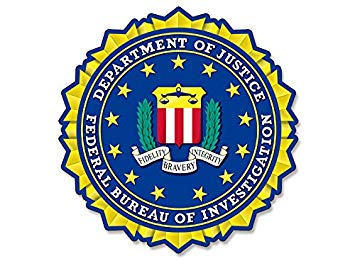 DEPARTMENT OF JUSTICE
FIDELITY
BRAVERY
INTEGRITY
FEDERAL BUREAU OF INVESTIGATION